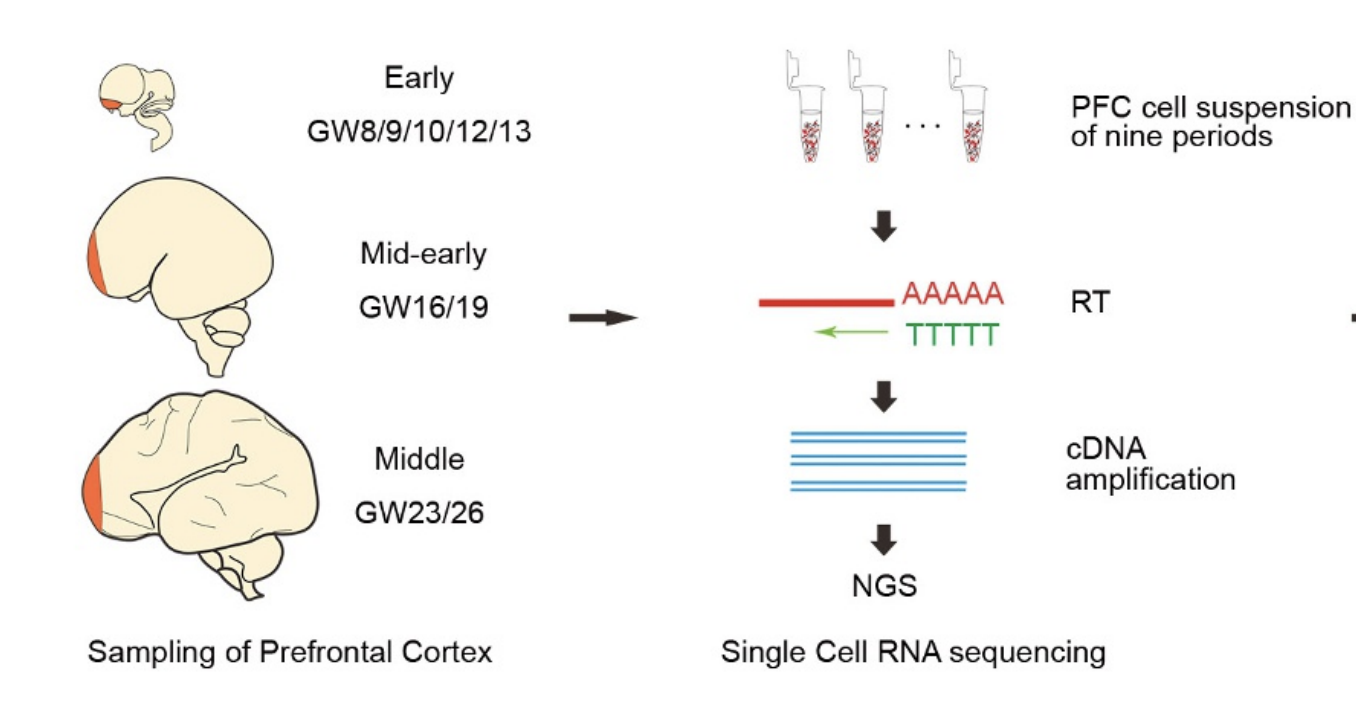 Early
GW8/9/10/12/13
Mid-early
GW16/19
Middle
GW23/26
Sampling of Prefrontal Cortex
...
PFC cell suspension
of nine periods
AAAAA
TTTTT
RT
cDNA
amplification
NGS
Single Cell RNA sequencing